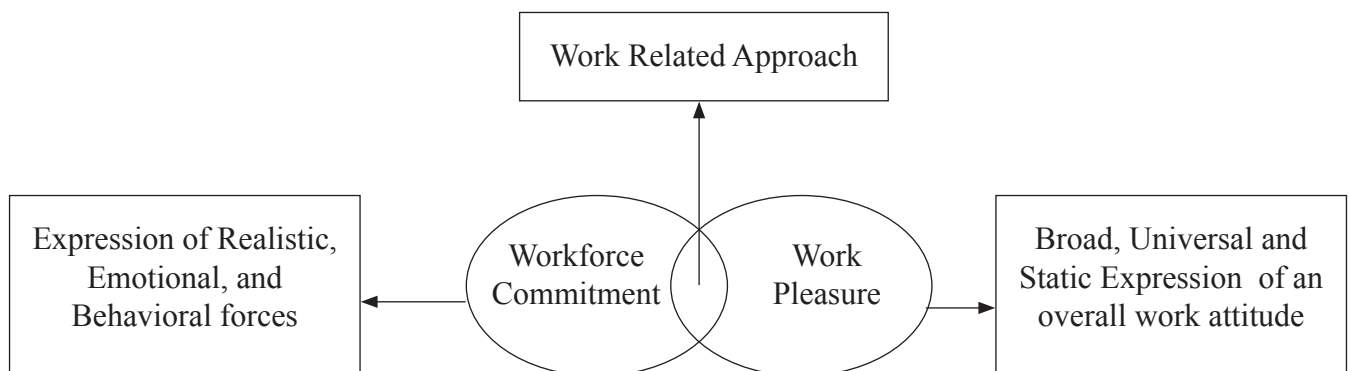 Work Related Approach
Expression of Realistic,
Emotional, and
Behavioral forces
Workforce
Commitment
Work
Pleasure
Broad, Universal and
Static Expression of an
overall work attitude